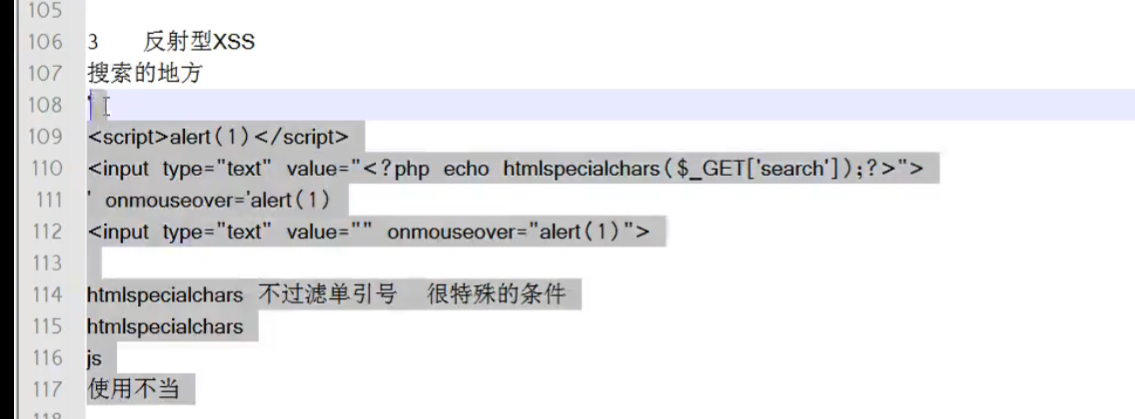 105
106 3 反射型XSS
107 搜索的地方
108 '
109 <script>alert(1)</script>
110 <input type="text" value="<?php echo htmlspecialchars($_GET['search']);?>">
111 ' onmouseover='alert(1)
112 <input type="text" value="" onmouseover="alert(1)">
113
114 htmlspecialchars 不过滤单引号 很特殊的条件
115 htmlspecialchars
116 js
117 使用不当
118